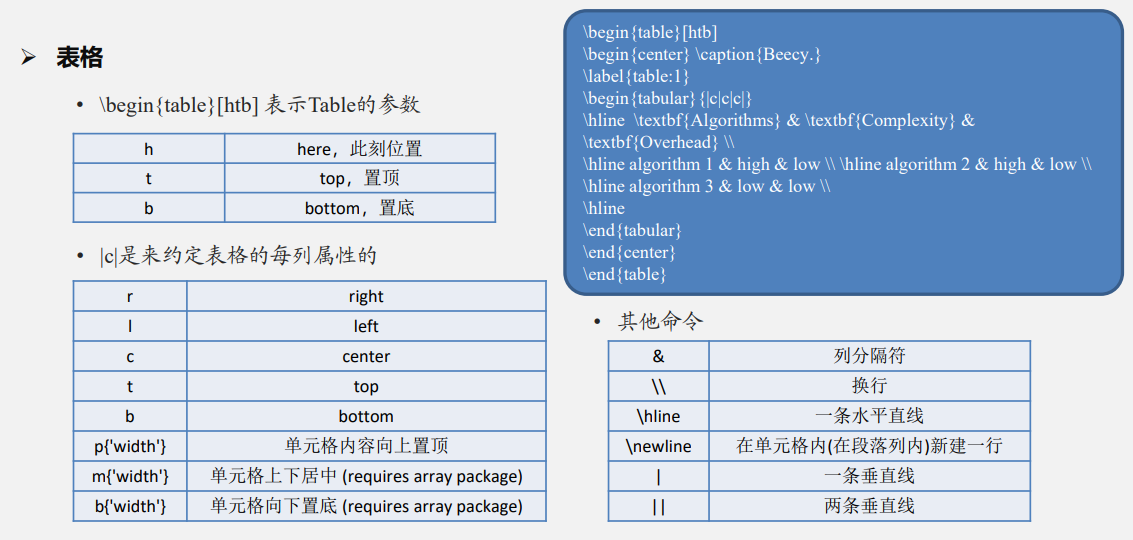 ➢ 表格
• \begin{table}[htb] 表示Table的参数
h here，此刻位置
t top，置顶
b bottom，置底
• |c|是来约定表格的每列属性的
r right
l left
c center
t top
b bottom
p{'width'} 单元格内容向上置顶
m{'width'} 单元格上下居中 (requires array package)
b{'width'} 单元格向下置底 (requires array package)
\begin{table}[htb]
\begin{center} \caption{Beecy.}
\label{table:1}
\begin{tabular}{|c|c|c|}
\hline \textbf{Algorithms} & \textbf{Complexity} &
\textbf{Overhead} \\
\hline algorithm 1 & high & low \\ \hline algorithm 2 & high & low \\
\hline algorithm 3 & low & low \\
\hline
\end{tabular}
\end{center}
\end{table}
• 其他命令
& 列分隔符
\\ 换行
\hline 一条水平直线
\newline 在单元格内(在段落列内)新建一行
| 一条垂直线
|| 两条垂直线